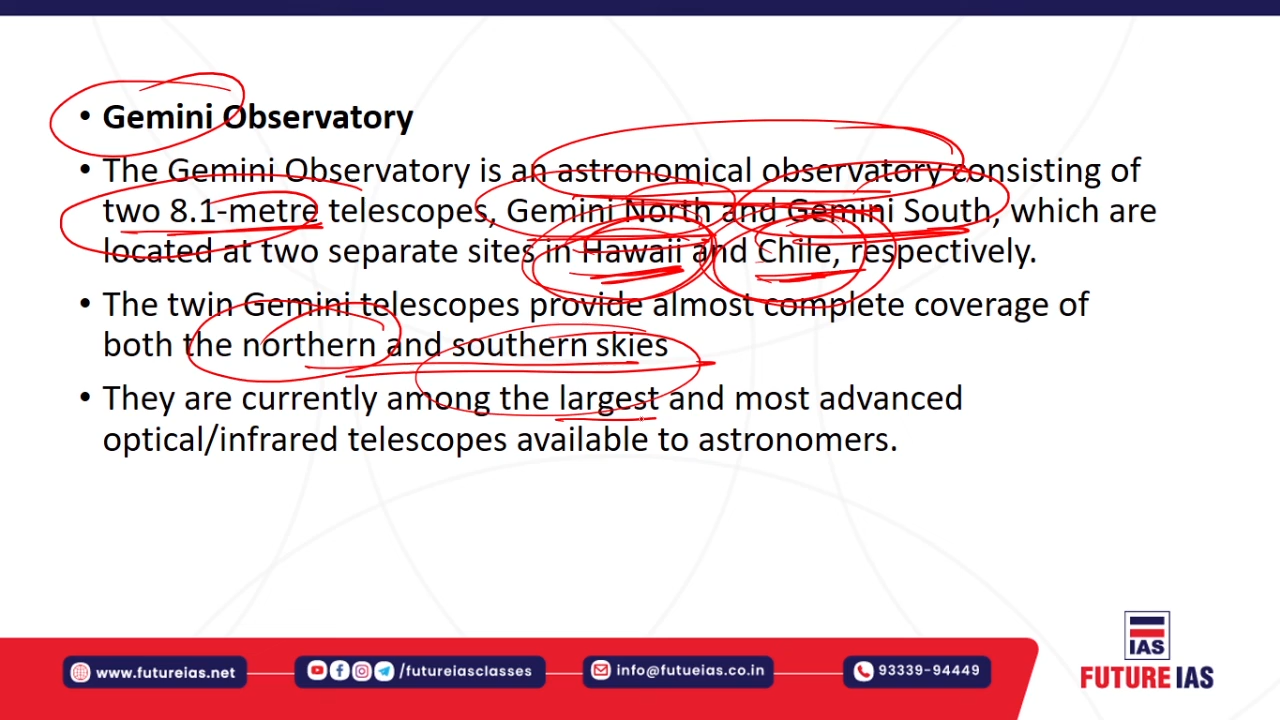 • Gemini Observatory
• The Gemini Observatory is an astronomical observatory consisting of
two 8.1-metre telescopes, Gemini North and Gemini South, which are
located at two separate sites in Hawaii and Chile, respectively.
• The twin Gemini telescopes provide almost complete coverage of
both the northern and southern skies
• They are currently among the largest and most advanced
optical/infrared telescopes available to astronomers.
IAS
FUTURE IAS
www.futureias.net
/futureiasclasses
info@futueias.co.in
93339-94449